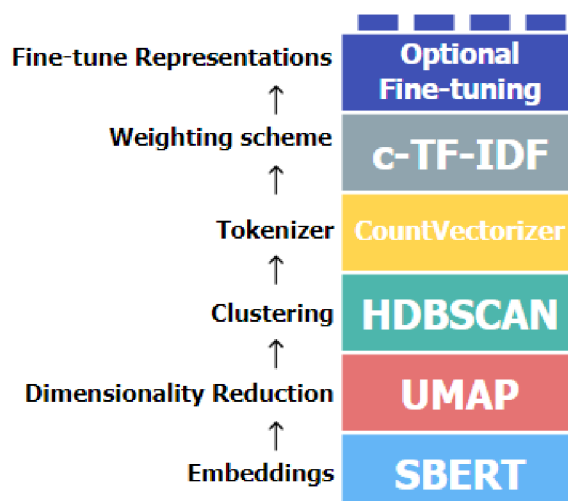 Fine-tune Representations
Optional
Fine-tuning
Weighting scheme
c-TF-IDF
Tokenizer
CountVectorizer
Clustering
HDBSCAN
Dimensionality Reduction
UMAP
Embeddings
SBERT